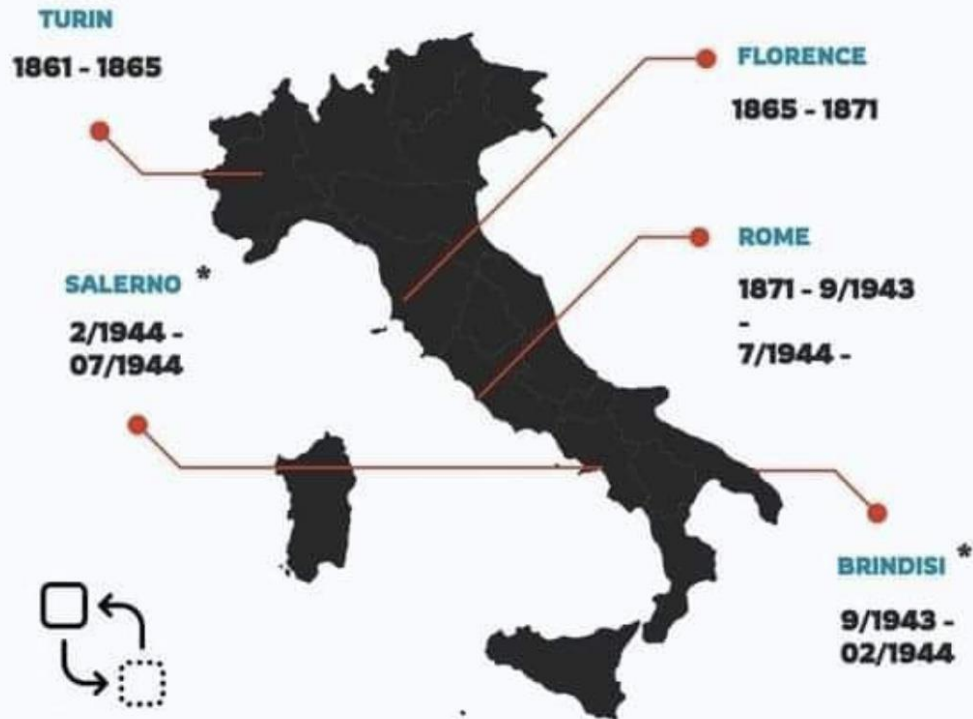 TURIN
1861 - 1865
FLORENCE
1865 - 1871
ROME
1871 - 9/1943
-
7/1944 -
SALERNO *
2/1944 -
07/1944
BRINDISI *
9/1943 -
02/1944